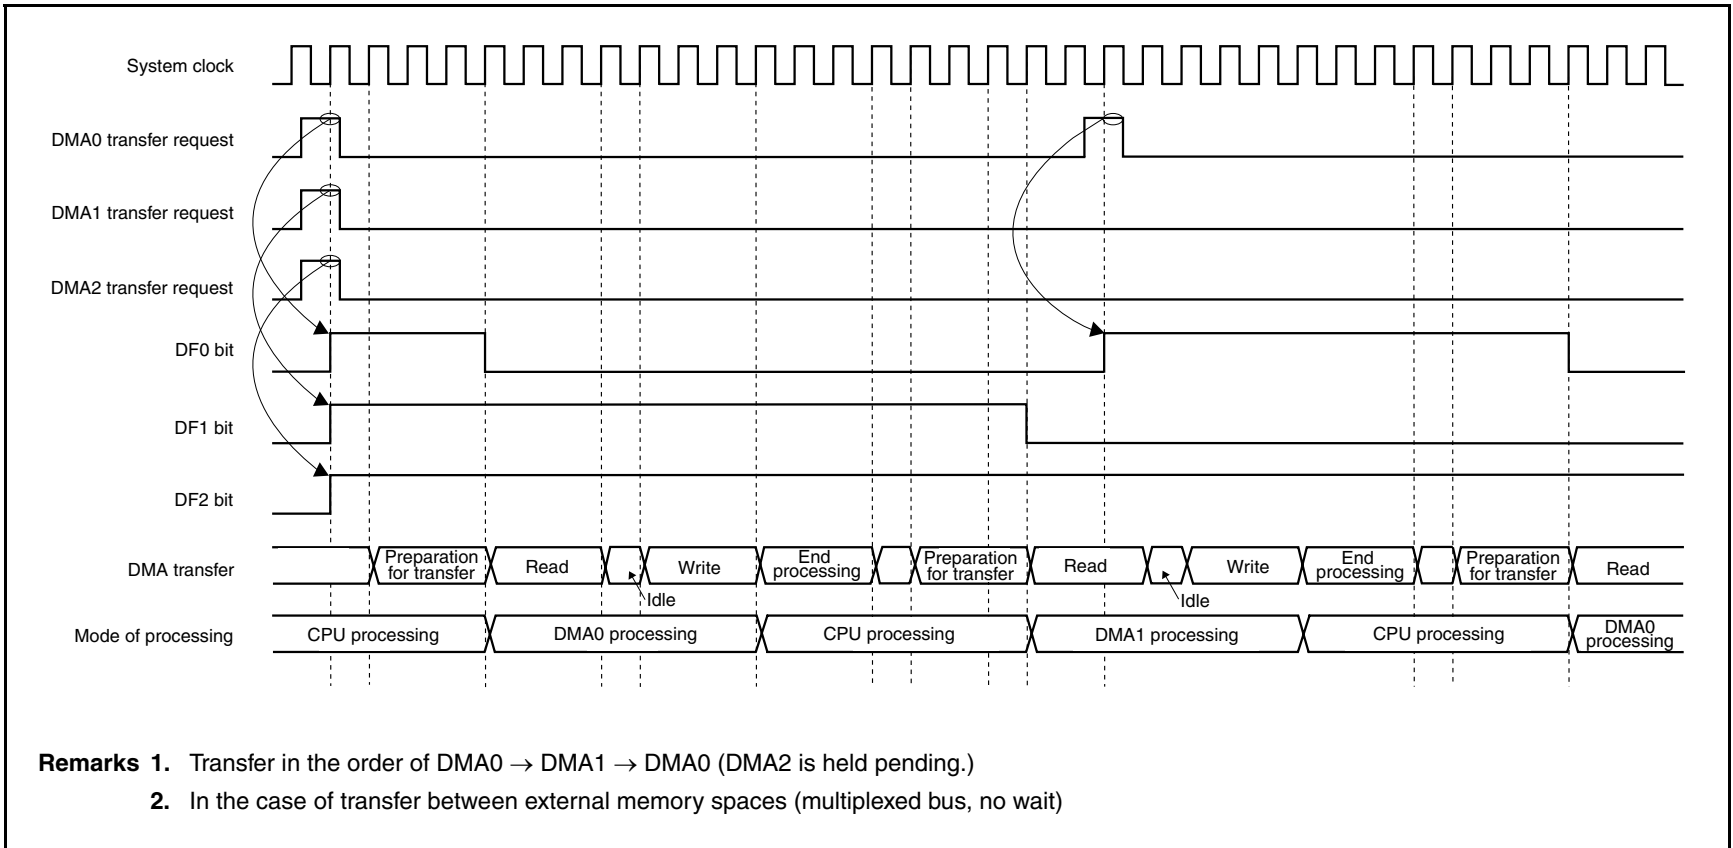 System clock
DMA0 transfer request
DMA1 transfer request
DMA2 transfer request
DF0 bit
DF1 bit
DF2 bit
DMA transfer
Preparation
for transfer
Read
Write
End
processing
Preparation
for transfer
Read
Write
End
processing
Preparation
for transfer
Read
Idle
Idle
Mode of processing
CPU processing
DMA0 processing
CPU processing
DMA1 processing
CPU processing
DMA0
processing
Remarks 1. Transfer in the order of DMA0 → DMA1 → DMA0 (DMA2 is held pending.)
2. In the case of transfer between external memory spaces (multiplexed bus, no wait)